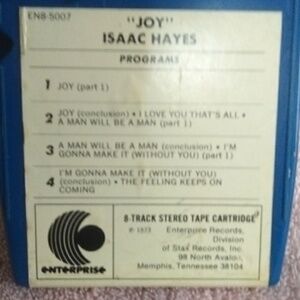 EN8-5007
"JOY"
ISAAC HAYES
PROGRAMS
1 JOY (part 1)
2 JOY (conclusion) • I LOVE YOU THAT'S ALL •
A MAN WILL BE A MAN (part 1)
3 A MAN WILL BE A MAN (conclusion) • I'M
GONNA MAKE IT (WITHOUT YOU) (part 1)
4 I'M GONNA MAKE IT (WITHOUT YOU)
(conclusion) • THE FEELING KEEPS ON
COMING
enterprise
8-TRACK STEREO TAPE CARTRIDGE
℗ 1973 Enterprise Records,
Division
of Stax Records, Inc.
98 North Avalon
Memphis, Tennessee 38104